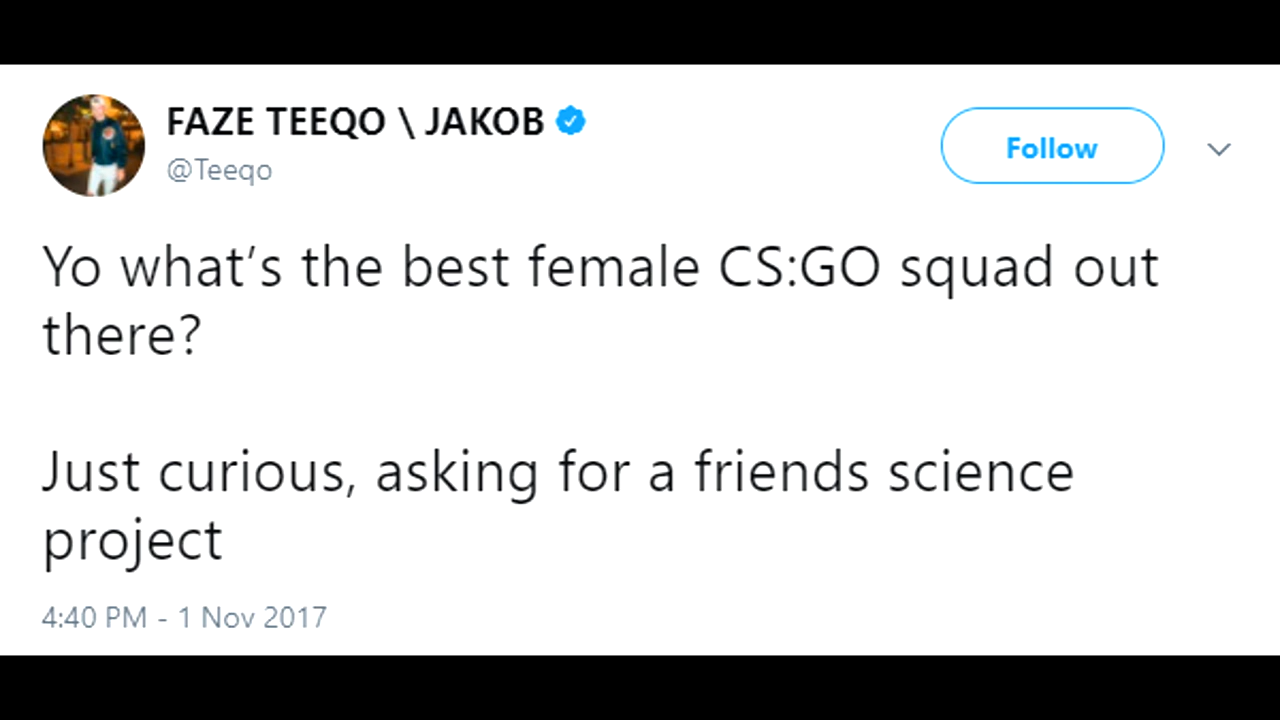 FAZE TEEQO \ JAKOB
@Teeqo
Follow
Yo what’s the best female CS:GO squad out
there?
Just curious, asking for a friends science
project
4:40 PM - 1 Nov 2017